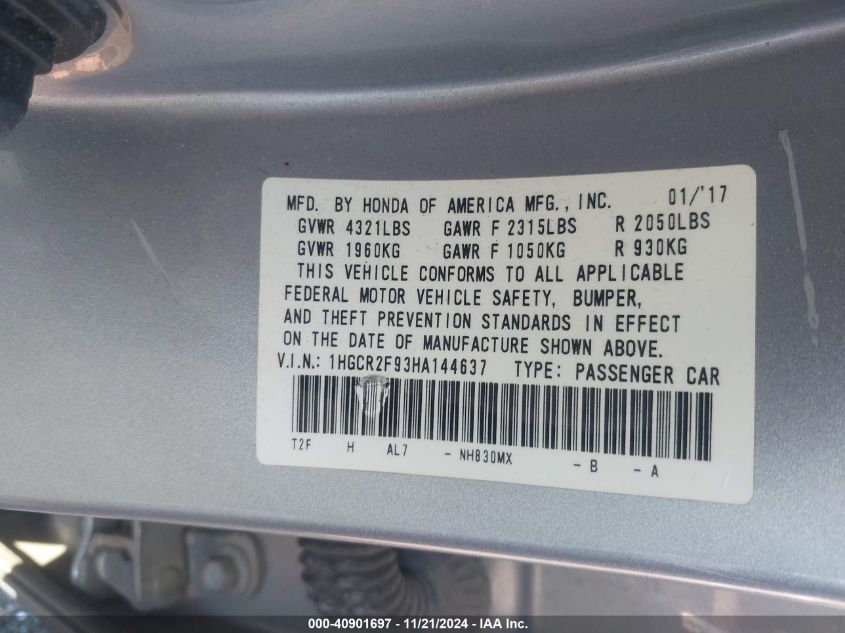 MFD. BY HONDA OF AMERICA MFG., INC. 01/'17
GVWR 4321LBS GAWR F 2315LBS R 2050LBS
GVWR 1960KG GAWR F 1050KG R 930KG
THIS VEHICLE CONFORMS TO ALL APPLICABLE
FEDERAL MOTOR VEHICLE SAFETY, BUMPER,
AND THEFT PREVENTION STANDARDS IN EFFECT
ON THE DATE OF MANUFACTURE SHOWN ABOVE.
V.I.N.: 1HGCR2F93HA144637 TYPE: PASSENGER CAR
T2F H AL7 - NH830MX - B - A
000-40901697 - 11/21/2024 - IAA Inc.